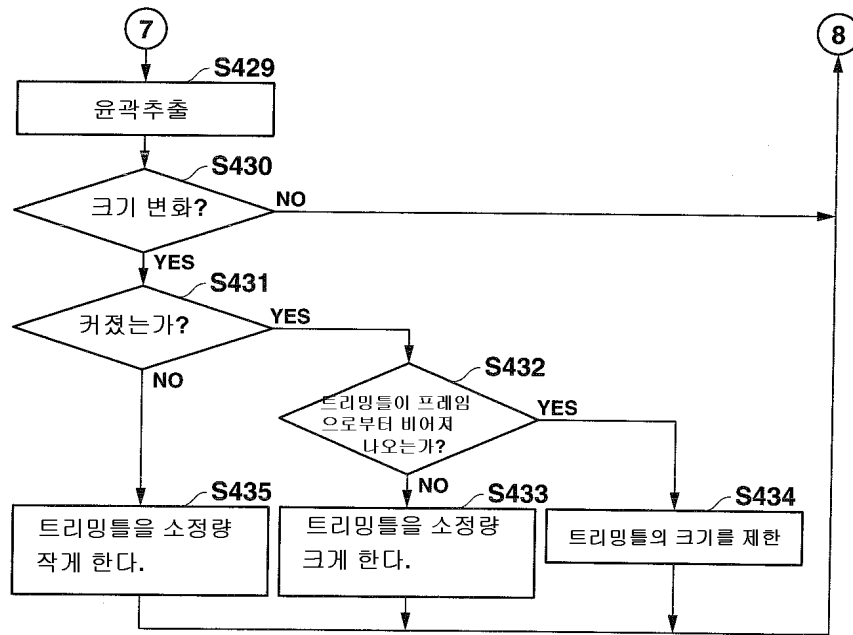 7
8
S429
윤곽추출
S430
크기 변화?
NO
YES
S431
커졌는가?
YES
NO
S432
트리밍틀이 프레임
으로부터 비어져
나오는가?
YES
NO
S435
트리밍틀을 소정량
작게 한다.
S433
트리밍틀을 소정량
크게 한다.
S434
트리밍틀의 크기를 제한